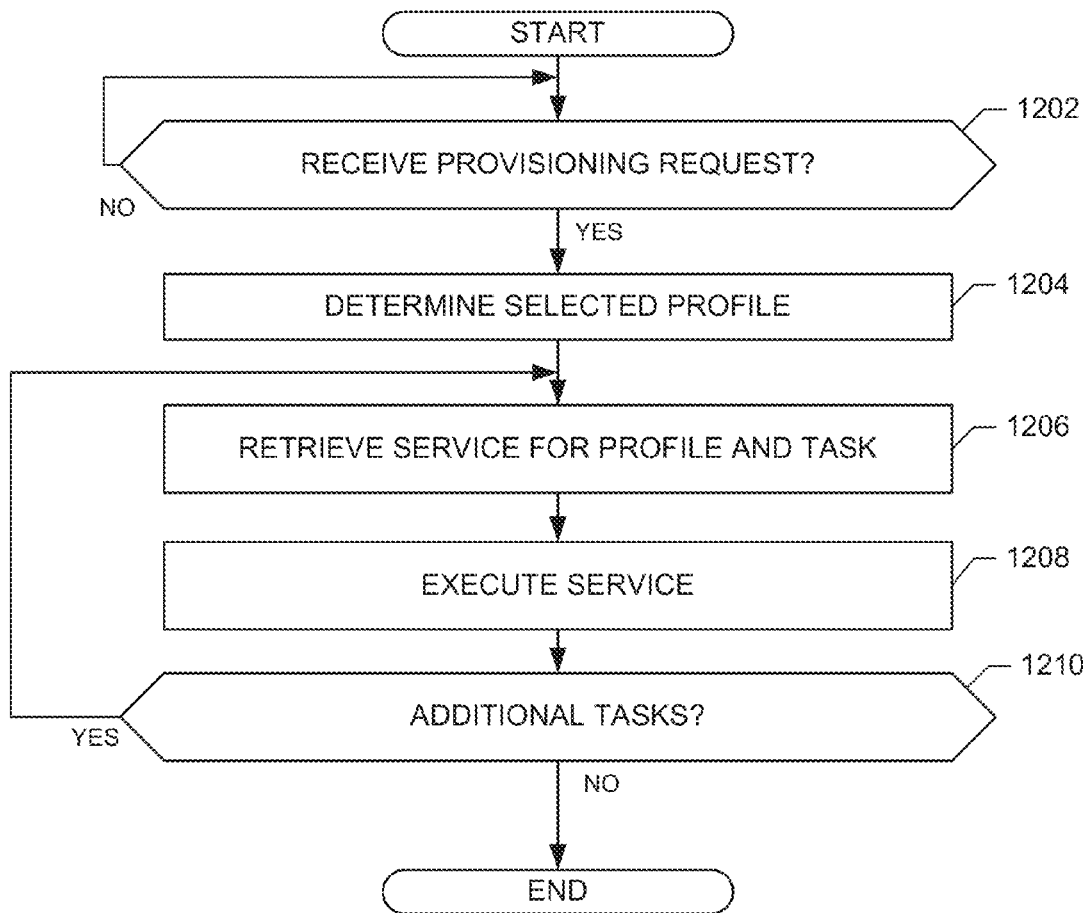 START
1202
RECEIVE PROVISIONING REQUEST?
NO
YES
1204
DETERMINE SELECTED PROFILE
1206
RETRIEVE SERVICE FOR PROFILE AND TASK
1208
EXECUTE SERVICE
1210
ADDITIONAL TASKS?
YES
NO
END